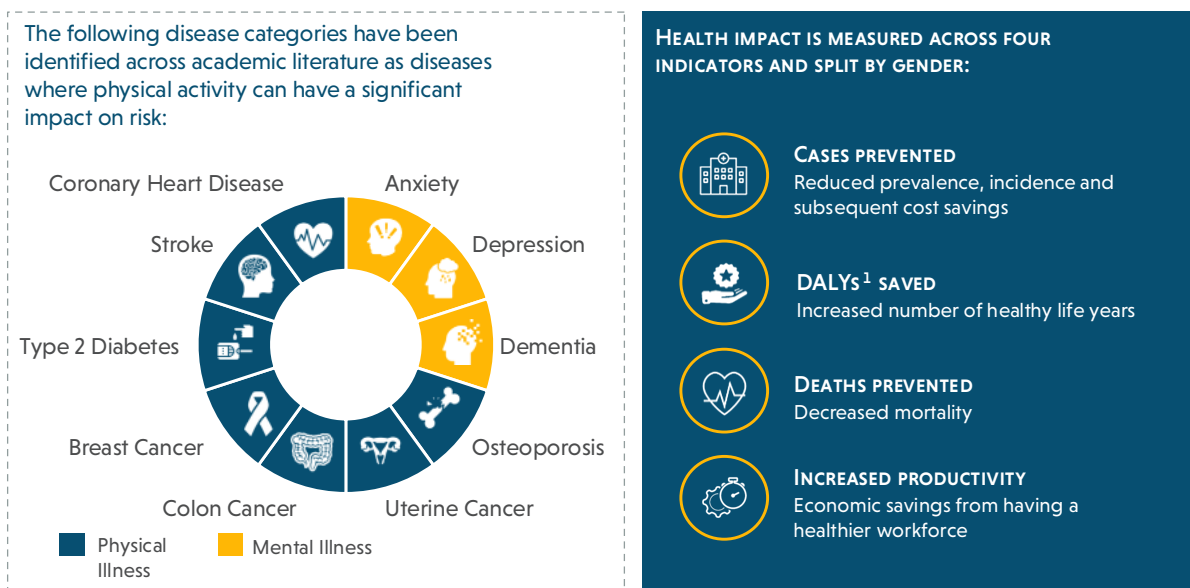 The following disease categories have been
identified across academic literature as diseases
where physical activity can have a significant
impact on risk:
Coronary Heart Disease
Anxiety
Stroke
Depression
Type 2 Diabetes
Dementia
Breast Cancer
Osteoporosis
Colon Cancer
Uterine Cancer
Physical
Illness
Mental Illness
HEALTH IMPACT IS MEASURED ACROSS FOUR
INDICATORS AND SPLIT BY GENDER:
CASES PREVENTED
Reduced prevalence, incidence and
subsequent cost savings
DALYs¹ SAVED
Increased number of healthy life years
DEATHS PREVENTED
Decreased mortality
INCREASED PRODUCTIVITY
Economic savings from having a
healthier workforce